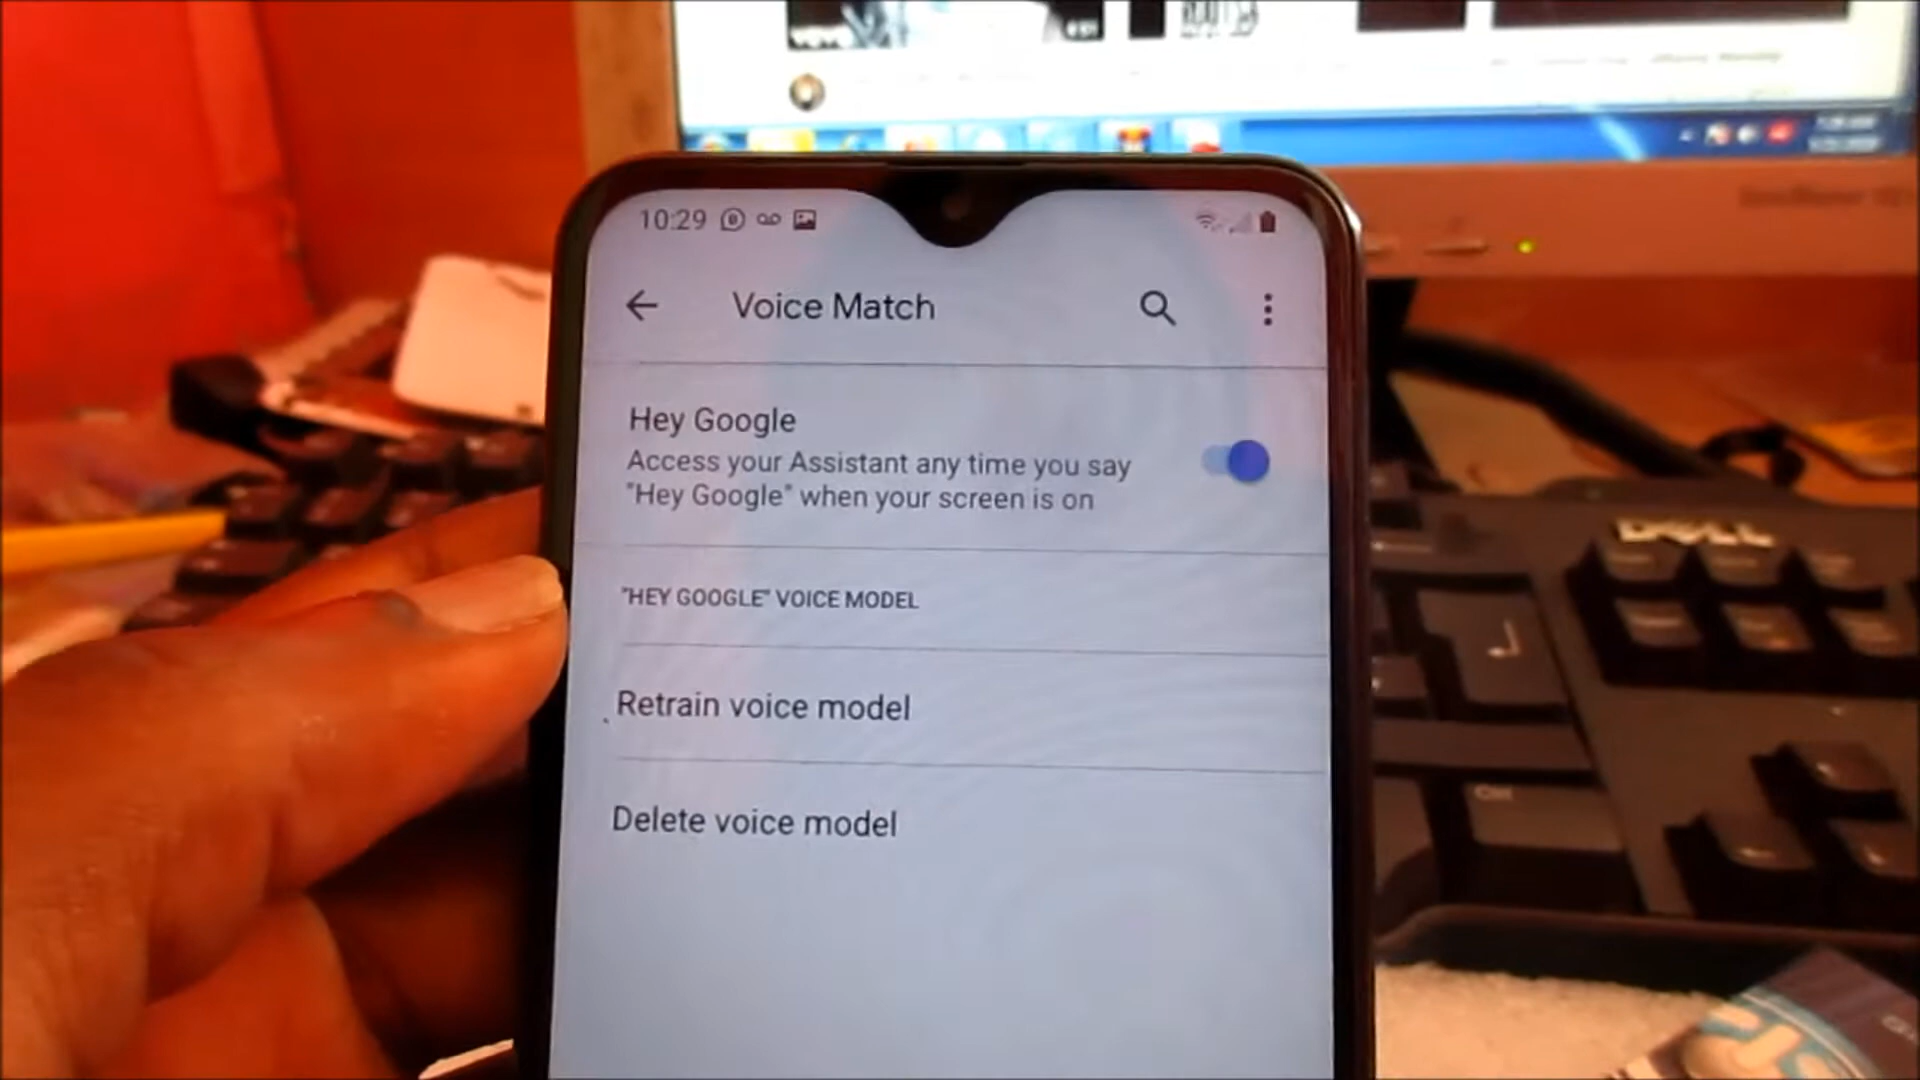 10:29
Voice Match
Hey Google
Access your Assistant any time you say
"Hey Google" when your screen is on
"HEY GOOGLE" VOICE MODEL
Retrain voice model
Delete voice model
DELL
Ctrl